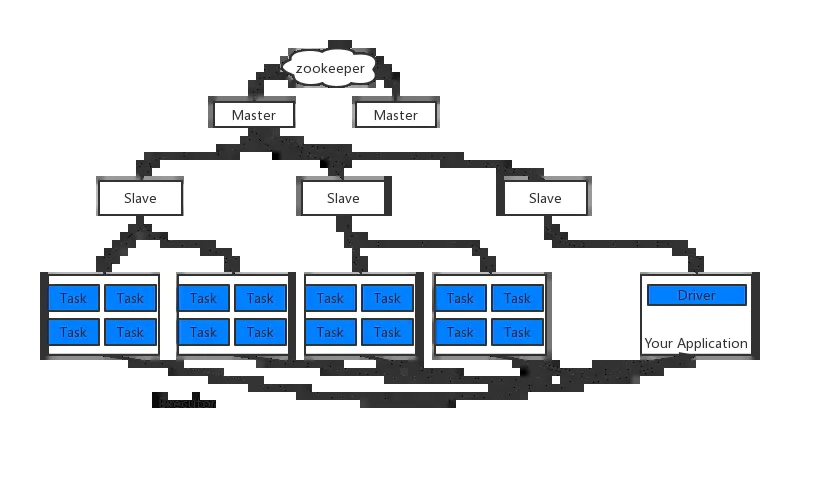 zookeeper
Master Master
Slave Slave Slave
Task Task Task Task Task Task Task Task Driver
Task Task Task Task Task Task Task Task
Your Application
Executor